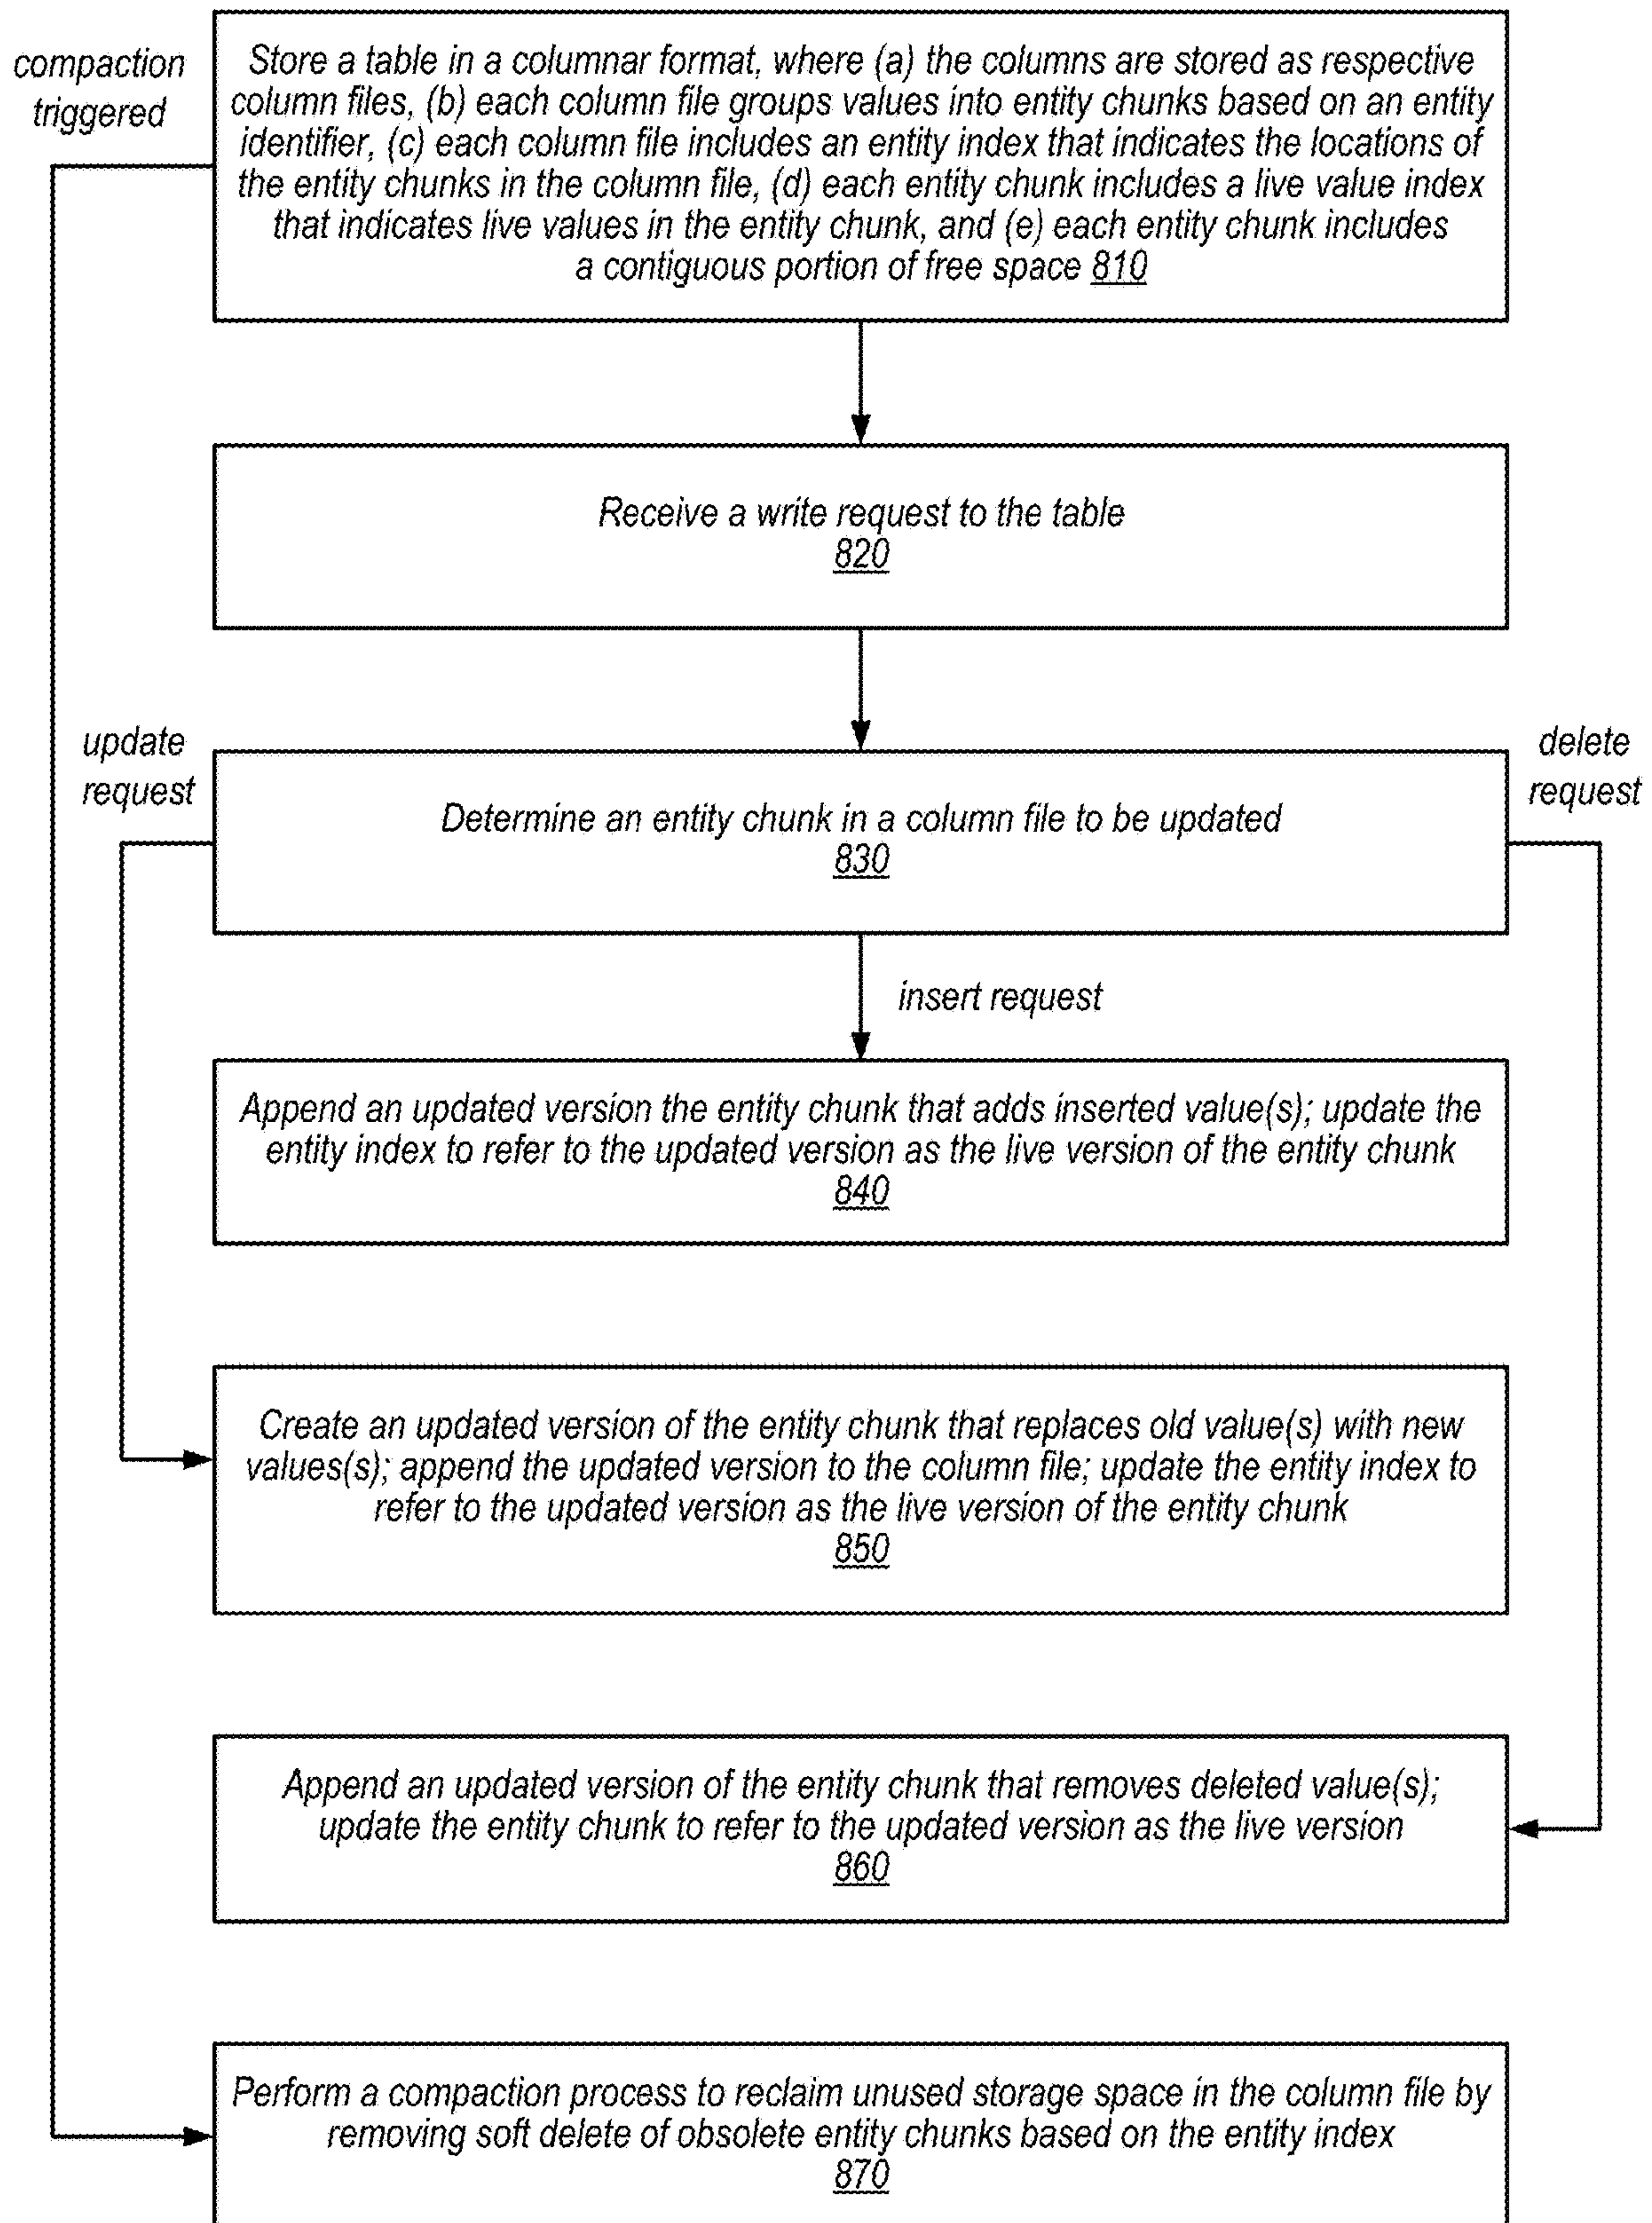 compaction
triggered
Store a table in a columnar format, where (a) the columns are stored as respective
column files, (b) each column file groups values into entity chunks based on an entity
identifier, (c) each column file includes an entity index that indicates the locations of
the entity chunks in the column file, (d) each entity chunk includes a live value index
that indicates live values in the entity chunk, and (e) each entity chunk includes
a contiguous portion of free space 810
Receive a write request to the table
820
update
request
delete
request
Determine an entity chunk in a column file to be updated
830
insert request
Append an updated version the entity chunk that adds inserted value(s); update the
entity index to refer to the updated version as the live version of the entity chunk
840
Create an updated version of the entity chunk that replaces old value(s) with new
values(s); append the updated version to the column file; update the entity index to
refer to the updated version as the live version of the entity chunk
850
Append an updated version of the entity chunk that removes deleted value(s);
update the entity chunk to refer to the updated version as the live version
860
Perform a compaction process to reclaim unused storage space in the column file by
removing soft delete of obsolete entity chunks based on the entity index
870